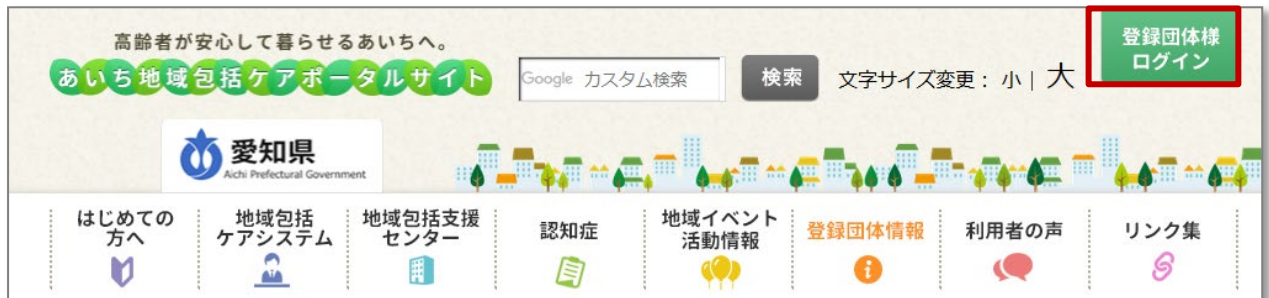 高齢者が安心して暮らせるあいちへ。
あいち地域包括ケアポータルサイト
Google カスタム検索
検索
文字サイズ変更： 小 | 大
登録団体様
ログイン
愛知県
Aichi Prefectural Government
はじめての
方へ
地域包括
ケアシステム
地域包括支援
センター
認知症
地域イベント
活動情報
登録団体情報
利用者の声
リンク集